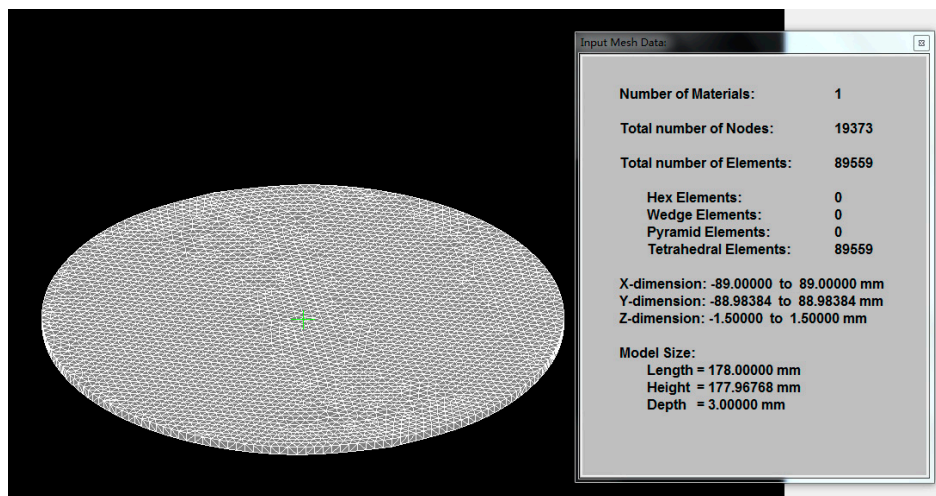 Input Mesh Data:
Number of Materials: 1
Total number of Nodes: 19373
Total number of Elements: 89559
Hex Elements: 0
Wedge Elements: 0
Pyramid Elements: 0
Tetrahedral Elements: 89559
X-dimension: -89.00000 to 89.00000 mm
Y-dimension: -88.98384 to 88.98384 mm
Z-dimension: -1.50000 to 1.50000 mm
Model Size:
Length = 178.00000 mm
Height = 177.96768 mm
Depth = 3.00000 mm